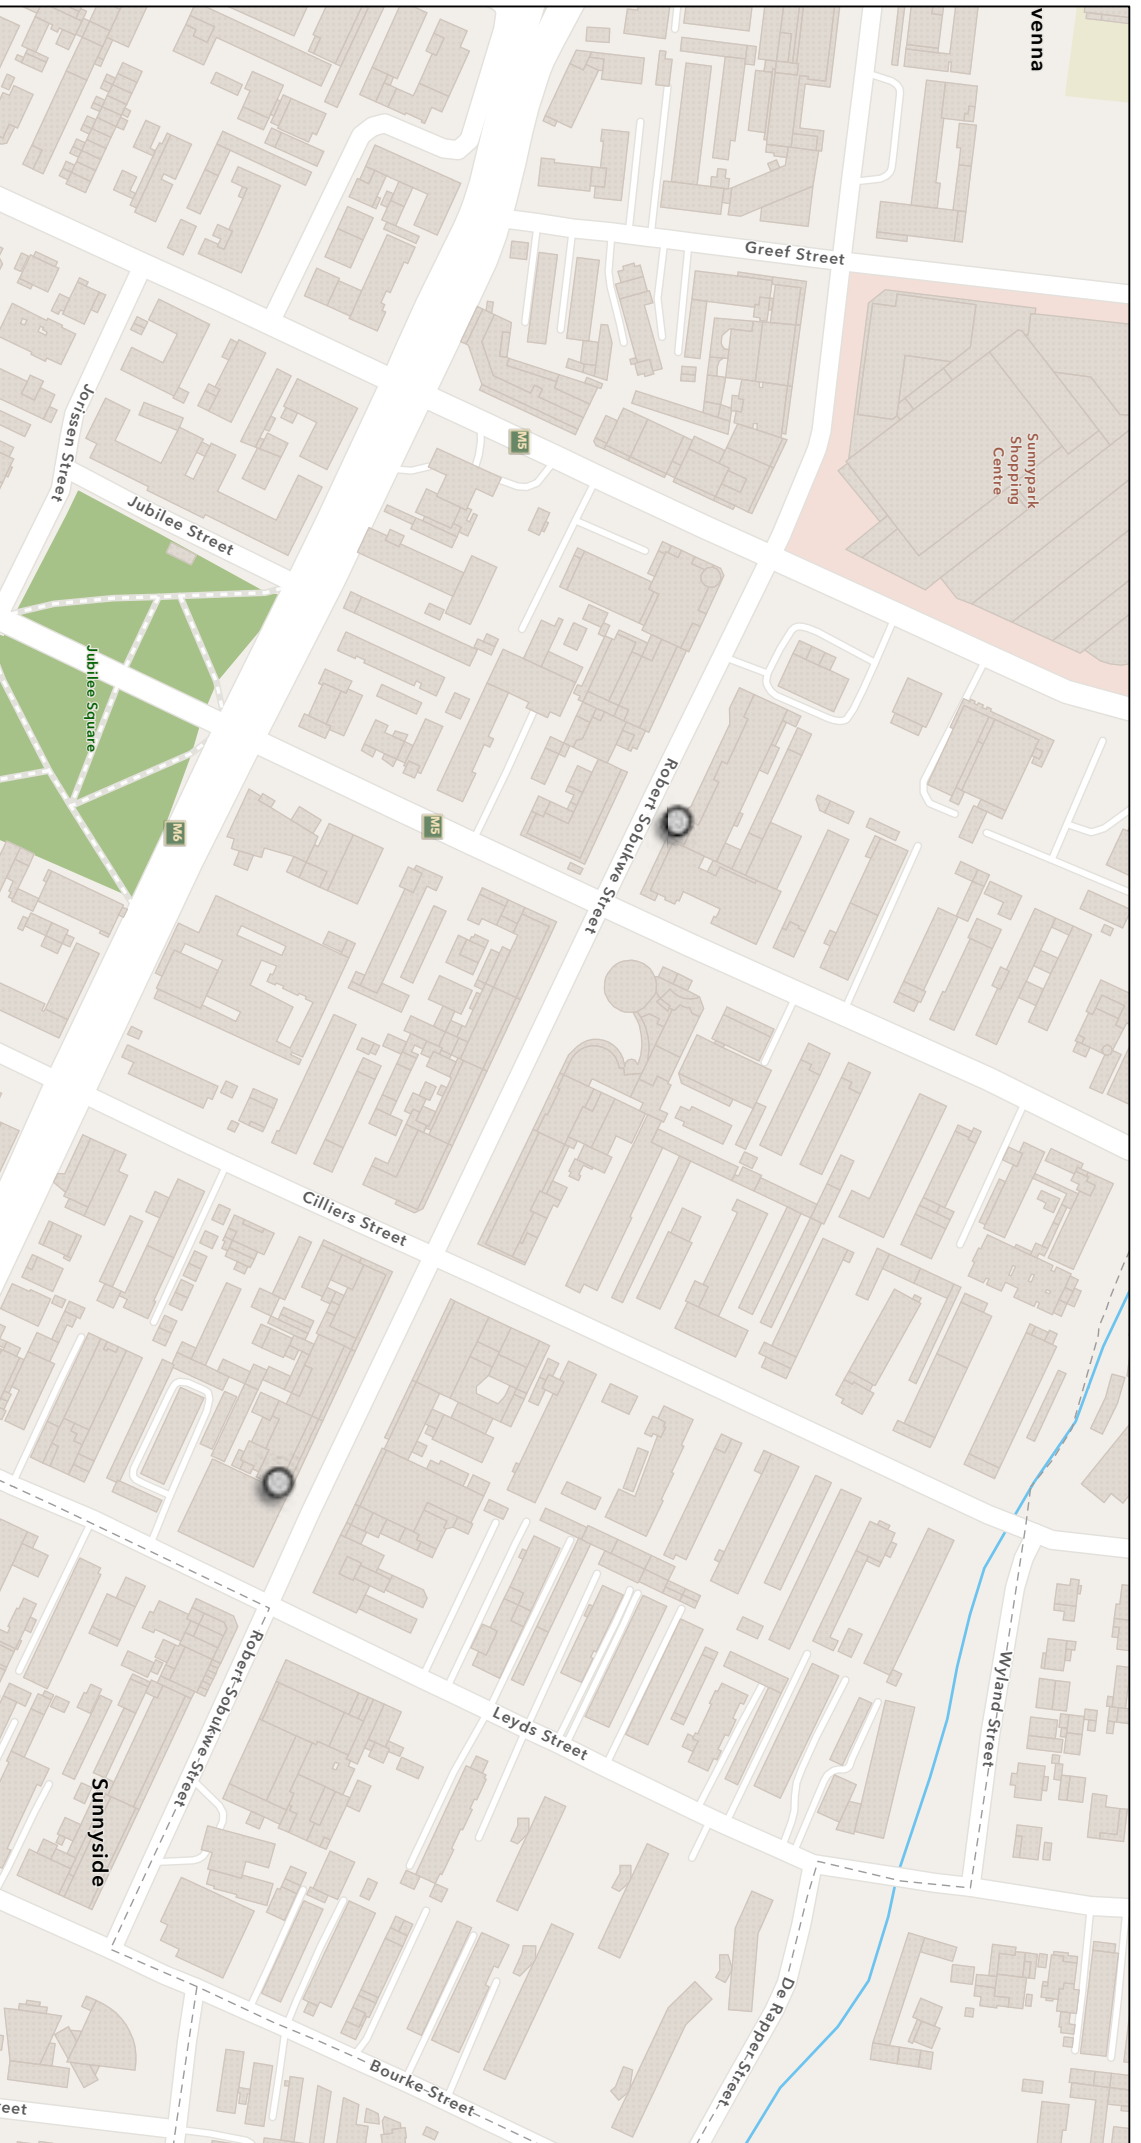 venna
Greef Street
Jorissen Street
M5
Sunnypark
Shopping
Centre
Jubilee Street
Jubilee Square
Robert Sobukwe Street
M6
M5
Cilliers Street
Robert Sobukwe Street
Wyland Street
Leyds Street
Sunnyside
De Rapper Street
Bourke Street
eet